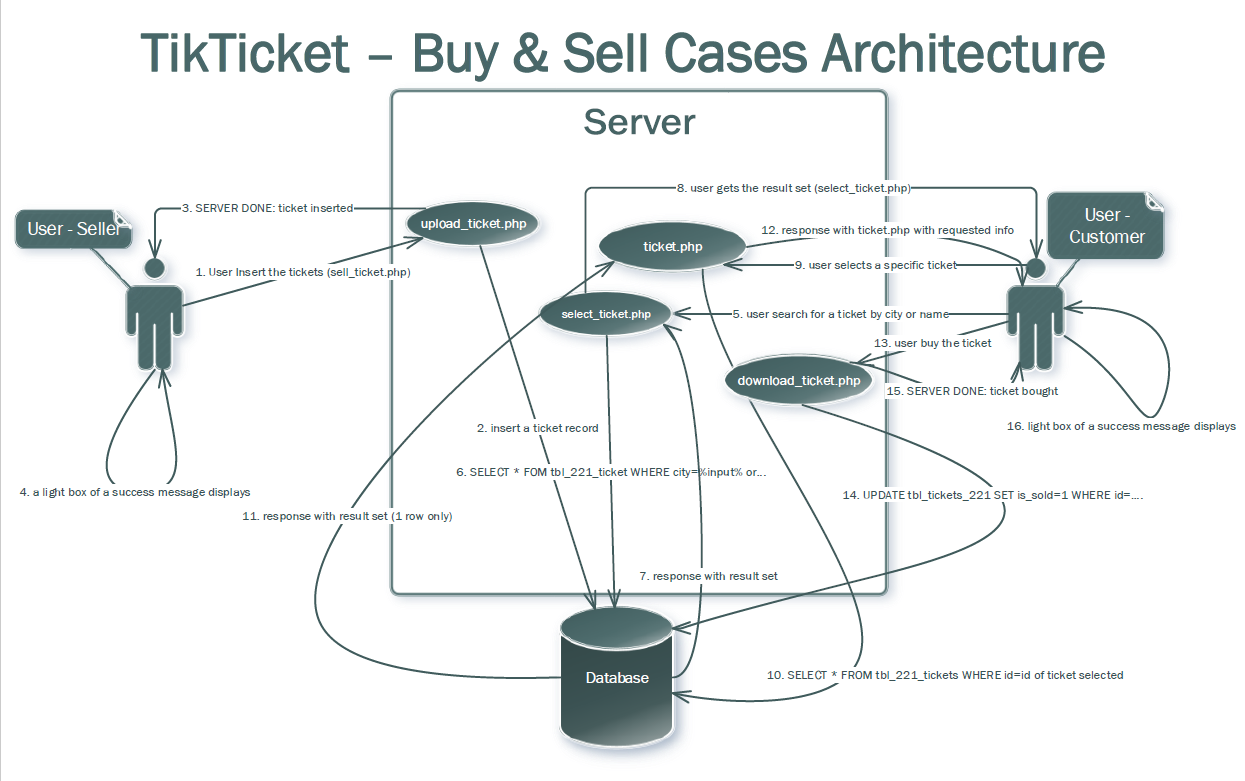 TikTicket – Buy & Sell Cases Architecture
Server
8. user gets the result set (select_ticket.php)
3. SERVER DONE: ticket inserted
User - Seller
upload_ticket.php
User -
Customer
12. response with ticket.php with requested info
ticket.php
9. user selects a specific ticket
1. User Insert the tickets (sell_ticket.php)
select_ticket.php
5. user search for a ticket by city or name
13. user buy the ticket
download_ticket.php
15. SERVER DONE: ticket bought
16. light box of a success message displays
2. insert a ticket record
6. SELECT * FOM tbl_221_ticket WHERE city=%input% or...
4. a light box of a success message displays
14. UPDATE tbl_tickets_221 SET is_sold=1 WHERE id=....
11. response with result set (1 row only)
7. response with result set
Database
10. SELECT * FROM tbl_221_tickets WHERE id=id of ticket selected